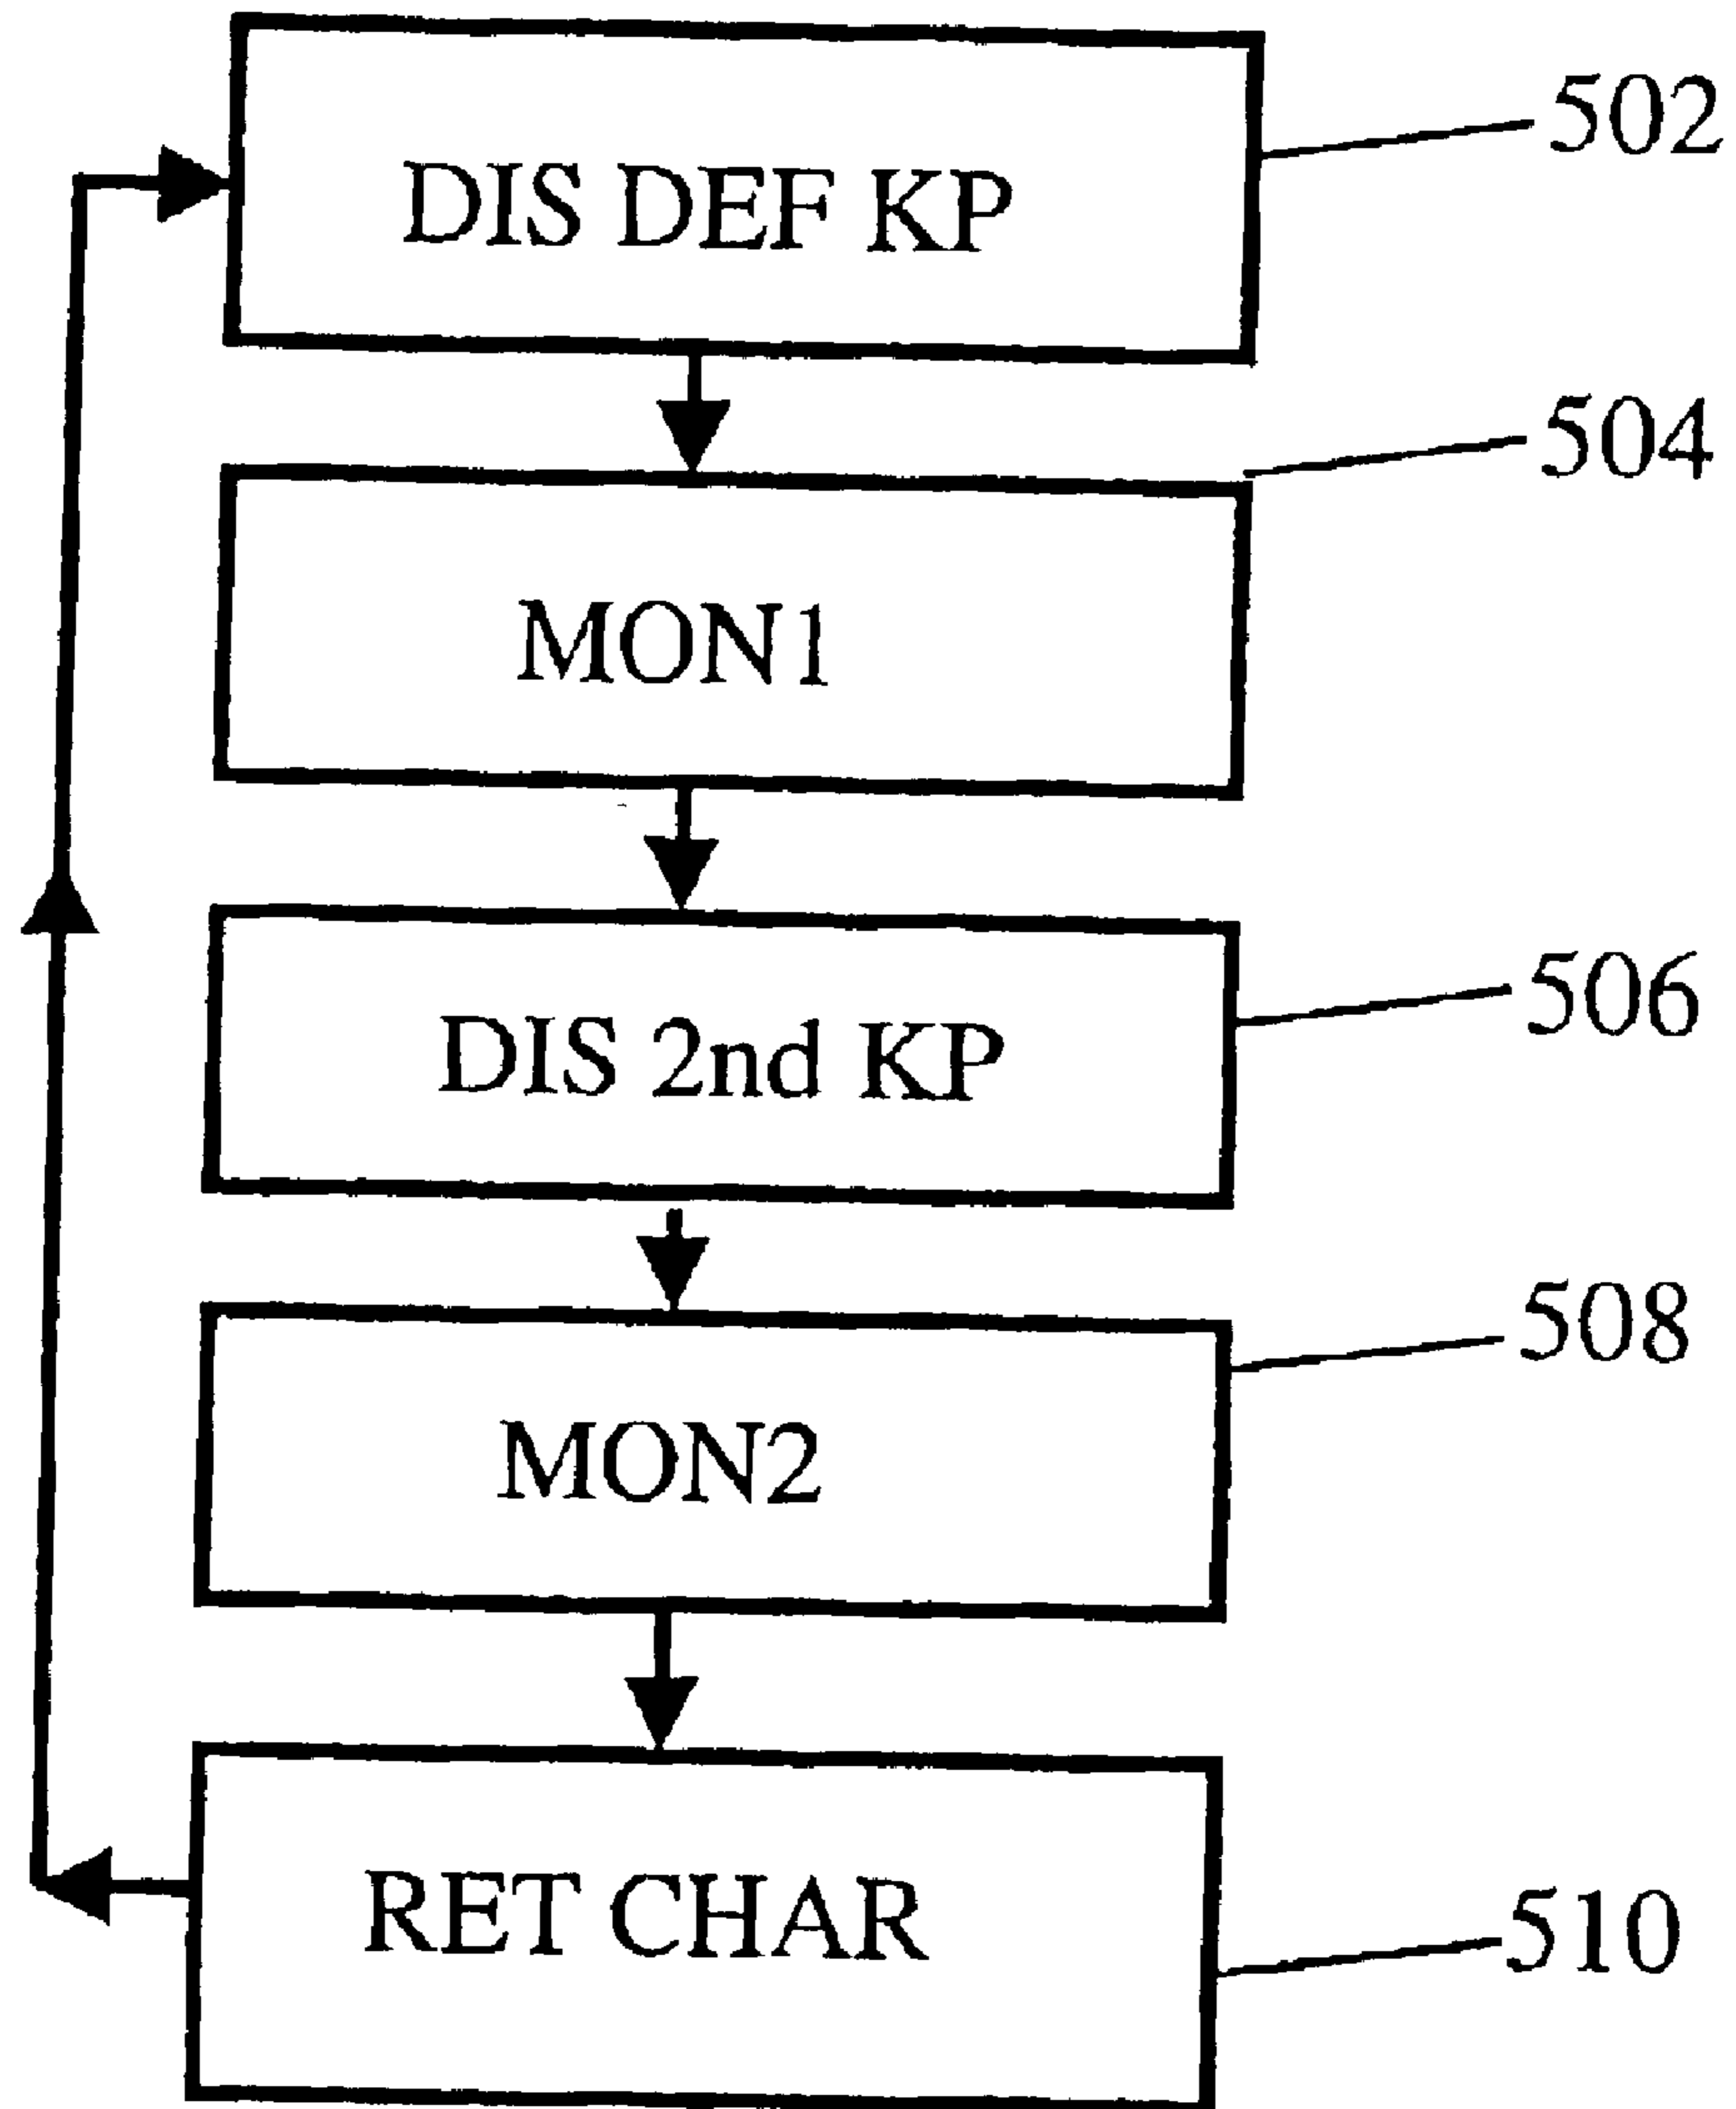 502
DIS DEF KP
504
MON1
506
DIS 2nd KP
508
MON2
510
RET CHAR